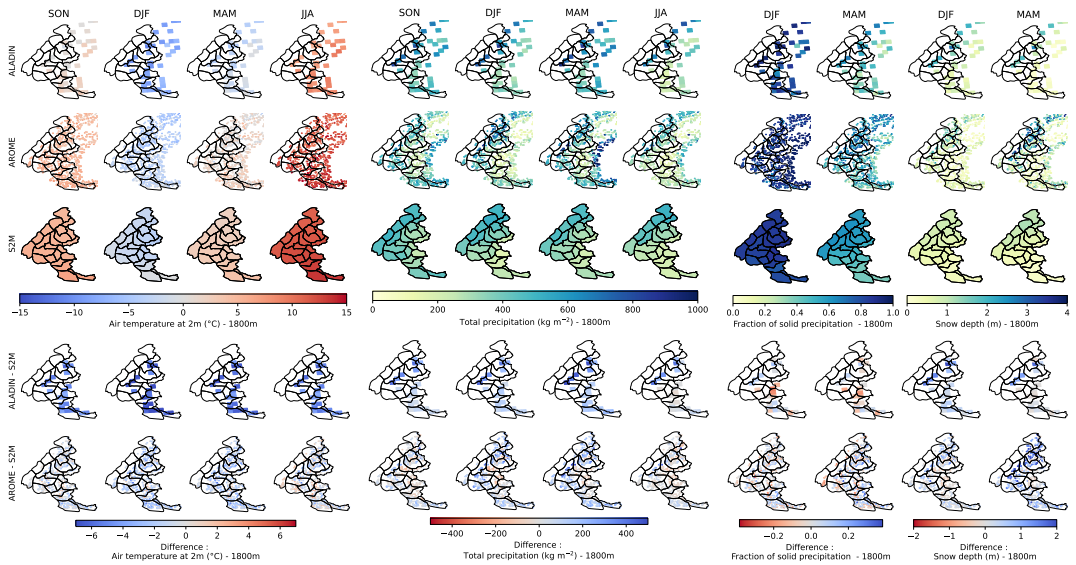 SON DJF MAM JJA SON DJF MAM JJA DJF MAM DJF MAM
ALADIN
AROME
S2M
−15 −10 −5 0 5 10 15
Air temperature at 2m (°C) - 1800m
0 200 400 600 800 1000
Total precipitation (kg m⁻²) - 1800m
0.0 0.2 0.4 0.6 0.8 1.0
Fraction of solid precipitation - 1800m
0 1 2 3 4
Snow depth (m) - 1800m
ALADIN - S2M
AROME - S2M
−6 −4 −2 0 2 4 6
Difference :
Air temperature at 2m (°C) - 1800m
−400 −200 0 200 400
Difference :
Total precipitation (kg m⁻²) - 1800m
−0.2 0.0 0.2
Difference :
Fraction of solid precipitation - 1800m
−2 −1 0 1 2
Difference :
Snow depth (m) - 1800m